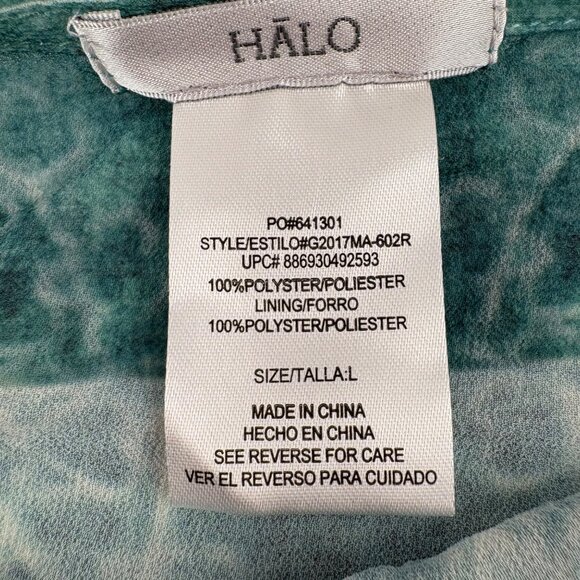 HĀLO
PO#641301
STYLE/ESTILO#G2017MA-602R
UPC# 886930492593
100%POLYSTER/POLIESTER
LINING/FORRO
100%POLYSTER/POLIESTER
SIZE/TALLA:L
MADE IN CHINA
HECHO EN CHINA
SEE REVERSE FOR CARE
VER EL REVERSO PARA CUIDADO